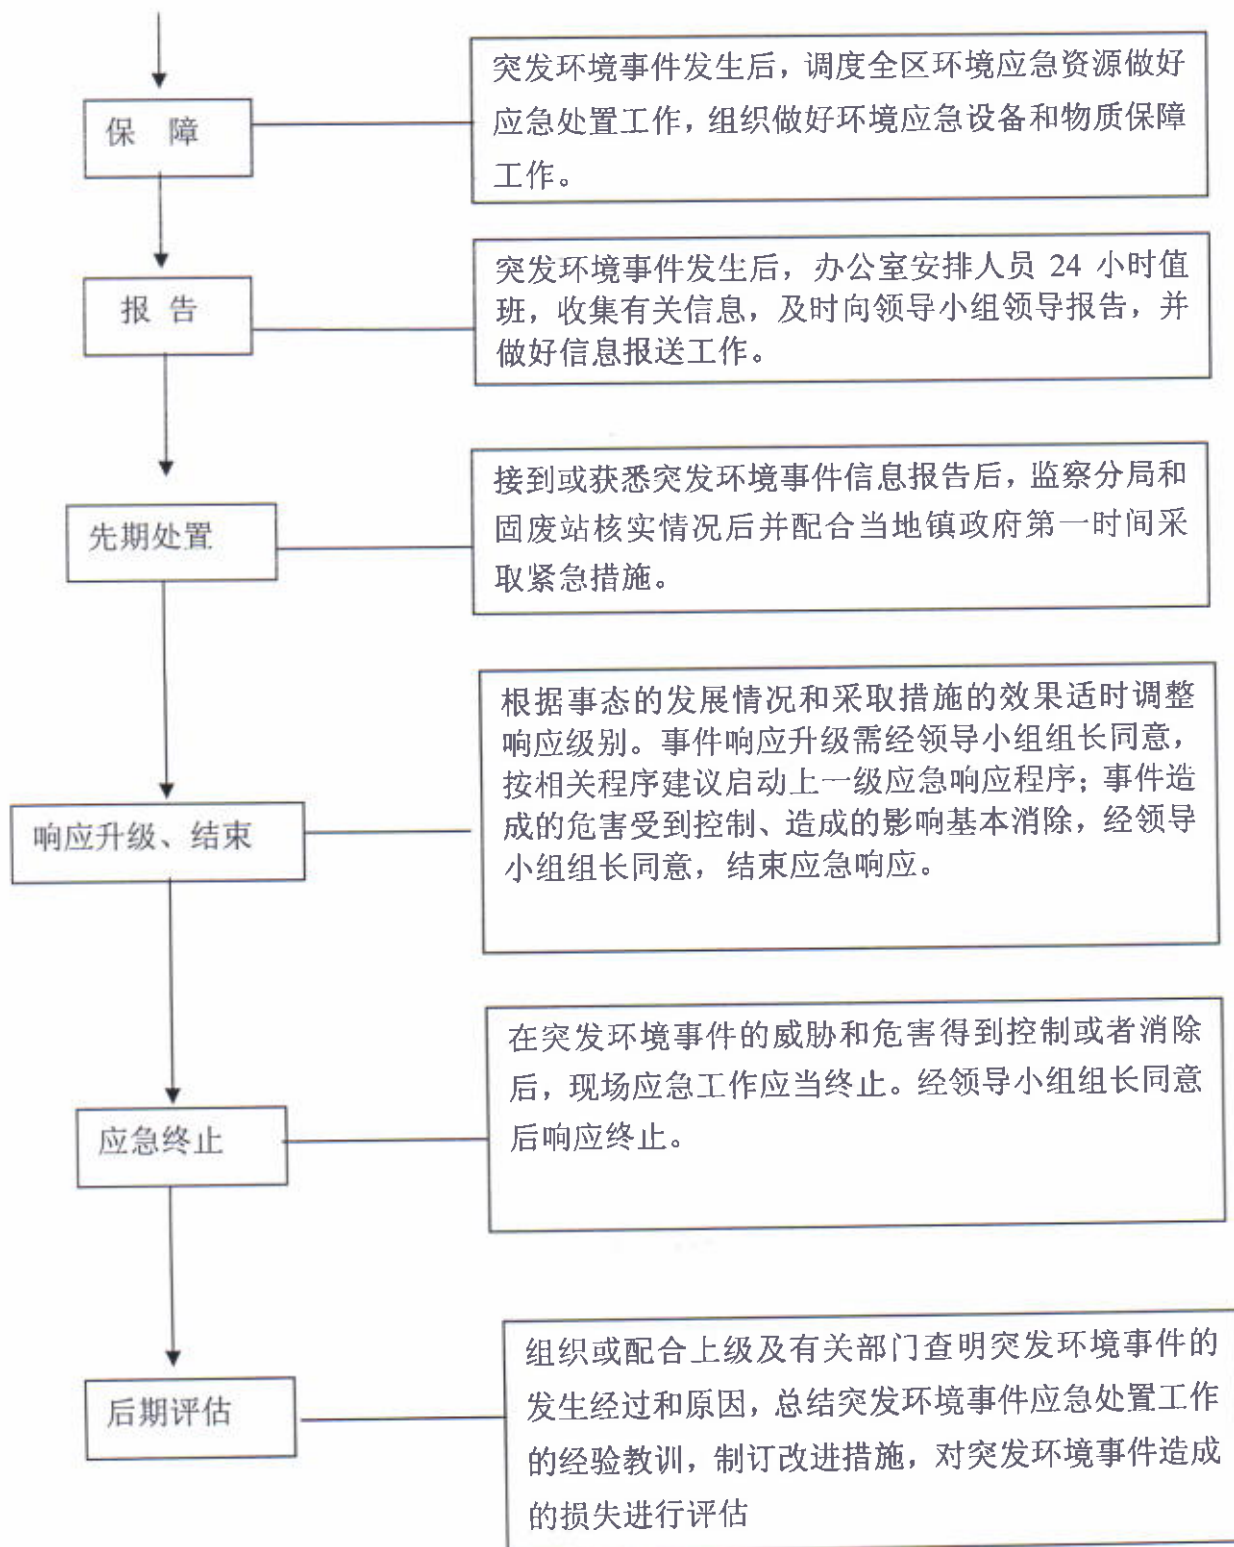 保 障
突发环境事件发生后，调度全区环境应急资源做好
应急处置工作，组织做好环境应急设备和物质保障
工作。
报 告
突发环境事件发生后，办公室安排人员 24 小时值
班，收集有关信息，及时向领导小组领导报告，并
做好信息报送工作。
先期处置
接到或获悉突发环境事件信息报告后，监察分局和
固废站核实情况后并配合当地镇政府第一时间采
取紧急措施。
响应升级、结束
根据事态的发展情况和采取措施的效果适时调整
响应级别。事件响应升级需经领导小组组长同意，
按相关程序建议启动上一级应急响应程序；事件造
成的危害受到控制、造成的影响基本消除，经领导
小组组长同意，结束应急响应。
应急终止
在突发环境事件的威胁和危害得到控制或者消除
后，现场应急工作应当终止。经领导小组组长同意
后响应终止。
后期评估
组织或配合上级及有关部门查明突发环境事件的
发生经过和原因，总结突发环境事件应急处置工作
的经验教训，制订改进措施，对突发环境事件造成
的损失进行评估